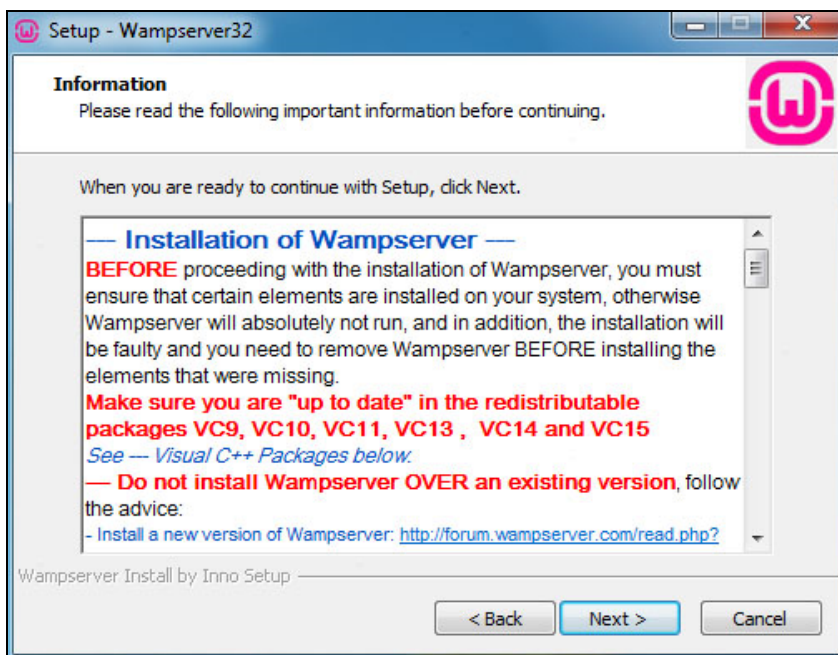 Setup - Wampserver32
Information
Please read the following important information before continuing.
When you are ready to continue with Setup, click Next.
--- Installation of Wampserver ---
BEFORE proceeding with the installation of Wampserver, you must
ensure that certain elements are installed on your system, otherwise
Wampserver will absolutely not run, and in addition, the installation will
be faulty and you need to remove Wampserver BEFORE installing the
elements that were missing.
Make sure you are "up to date" in the redistributable
packages VC9, VC10, VC11, VC13 , VC14 and VC15
See --- Visual C++ Packages below.
--- Do not install Wampserver OVER an existing version, follow
the advice:
- Install a new version of Wampserver: http://forum.wampserver.com/read.php?
Wampserver Install by Inno Setup
< Back Next > Cancel